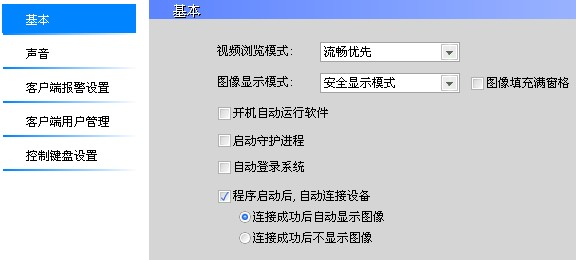 基本
声音
客户端报警设置
客户端用户管理
控制键盘设置
基本
视频浏览模式： 流畅优先
图像显示模式： 安全显示模式 图像填充满窗格
开机自动运行软件
启动守护进程
自动登录系统
程序启动后, 自动连接设备
连接成功后自动显示图像
连接成功后不显示图像